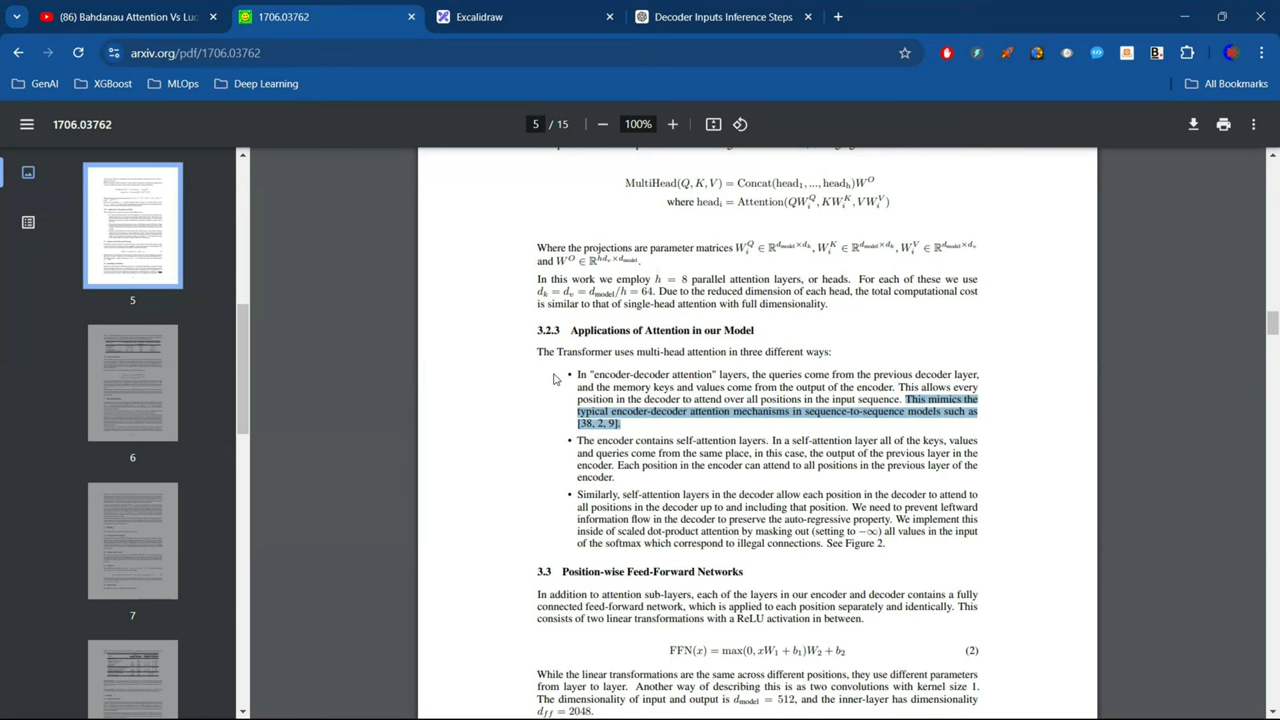 (86) Bahdanau Attention Vs Luo
1706.03762
Excalidraw
Decoder Inputs Inference Steps
arxiv.org/pdf/1706.03762
GenAI
XGBoost
MLOps
Deep Learning
All Bookmarks
1706.03762
5 / 15
100%
MultiHead(Q, K, V) = Concat(head₁, ..., headₕ)W^O
where headᵢ = Attention(QWᵢ^Q, KWᵢ^K, VWᵢ^V)
Where the projections are parameter matrices Wᵢ^Q ∈ ℝ^{d_model×d_k}, Wᵢ^K ∈ ℝ^{d_model×d_k}, Wᵢ^V ∈ ℝ^{d_model×d_v}
and W^O ∈ ℝ^{hd_v×d_model}.
In this work we employ h = 8 parallel attention layers, or heads. For each of these we use
d_k = d_v = d_model/h = 64. Due to the reduced dimension of each head, the total computational cost
is similar to that of single-head attention with full dimensionality.
3.2.3 Applications of Attention in our Model
The Transformer uses multi-head attention in three different ways:
• In "encoder-decoder attention" layers, the queries come from the previous decoder layer,
and the memory keys and values come from the output of the encoder. This allows every
position in the decoder to attend over all positions in the input sequence. This mimics the
typical encoder-decoder attention mechanisms in sequence-to-sequence models such as
[38, 2, 9].
• The encoder contains self-attention layers. In a self-attention layer all of the keys, values
and queries come from the same place, in this case, the output of the previous layer in the
encoder. Each position in the encoder can attend to all positions in the previous layer of the
encoder.
• Similarly, self-attention layers in the decoder allow each position in the decoder to attend to
all positions in the decoder up to and including that position. We need to prevent leftward
information flow in the decoder to preserve the auto-regressive property. We implement this
inside of scaled dot-product attention by masking out (setting to −∞) all values in the input
of the softmax which correspond to illegal connections. See Figure 2.
3.3 Position-wise Feed-Forward Networks
In addition to attention sub-layers, each of the layers in our encoder and decoder contains a fully
connected feed-forward network, which is applied to each position separately and identically. This
consists of two linear transformations with a ReLU activation in between.
FFN(x) = max(0, xW₁ + b₁)W₂ + b₂ (2)
While the linear transformations are the same across different positions, they use different parameters
from layer to layer. Another way of describing this is as two convolutions with kernel size 1.
The dimensionality of input and output is d_model = 512, and the inner-layer has dimensionality
d_ff = 2048.
5
6
7